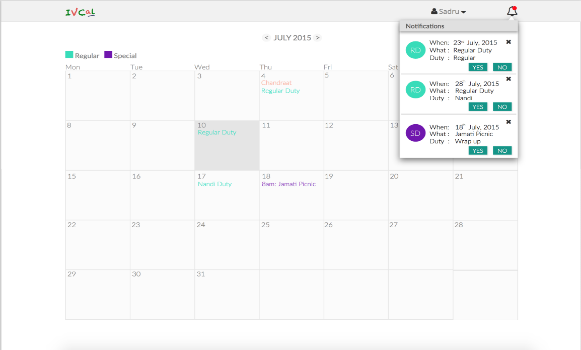 IVCaL
Sadru
Notifications
When: 23rd July, 2015
What : Regular Duty
Duty : Regular
RD
YES NO
When: 28th July, 2015
What : Regular Duty
Duty : Nandi
RD
YES NO
When: 18th July, 2015
What : Jamati Picnic
Duty : Wrap up
SD
YES NO
< JULY 2015 >
Regular Special
Mon Tue Wed Thu Fri Sat
1 2 3 4 5 6
Chandraat
Regular Duty
8 9 10 11 12 13
Regular Duty
15 16 17 18 19 20 21
Nandi Duty 8am: Jamati Picnic
22 23 24 25 26 27 28
29 30 31